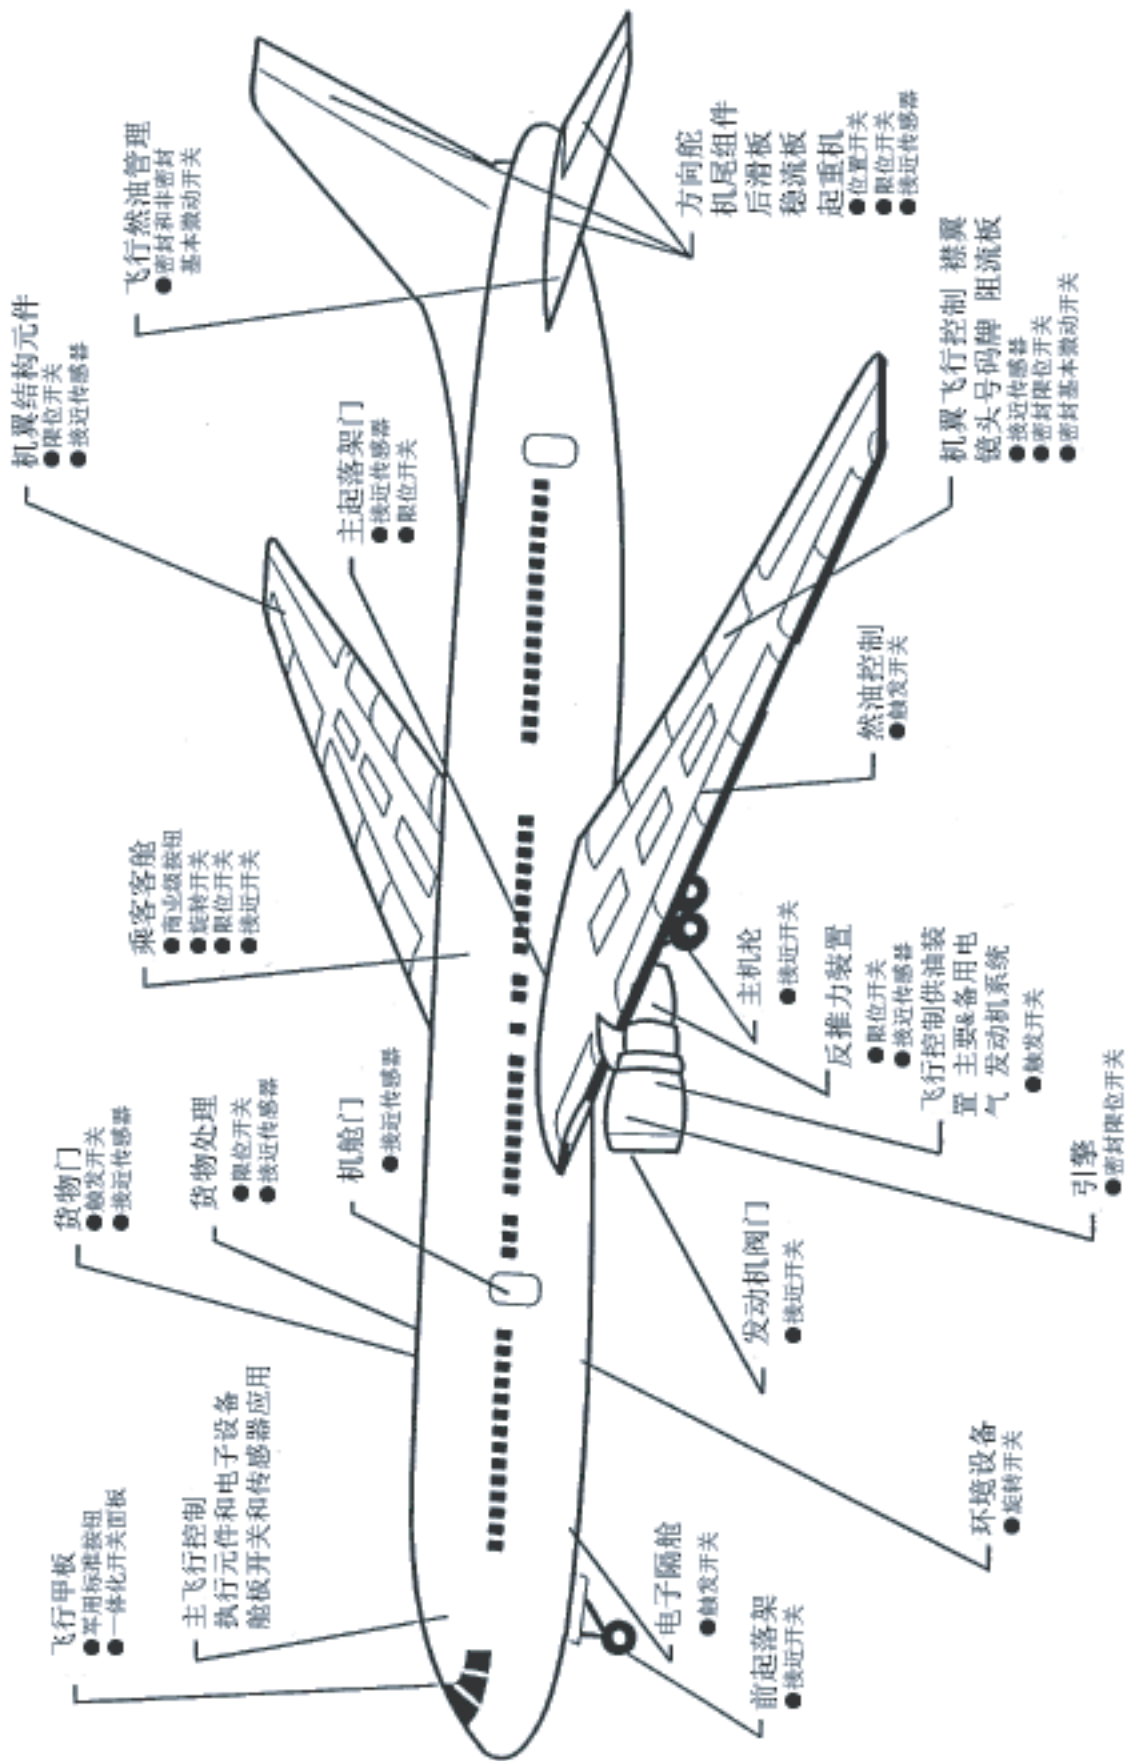 飞行甲板
●军用标准按钮
●一体化开关面板
主飞行控制
执行元件和电子设备
舱板开关和传感器应用
货物门
●触发开关
●接近传感器
货物处理
●限位开关
●接近传感器
机舱门
●接近传感器
乘客客舱
●商业级按钮
●旋转开关
●限位开关
●接近开关
主起落架门
●接近传感器
●限位开关
机翼结构元件
●限位开关
●接近传感器
飞行然油管理
●密封和非密封
基本微动开关
前起落架
●接近开关
电子隔舱
●触发开关
环境设备
●旋转开关
发动机阀门
●接近开关
引擎
●密封限位开关
飞行控制供油装
置 主要&备用电
气 发动机系统
●触发开关
反推力装置
●限位开关
●接近传感器
主机抡
●接近开关
然油控制
●触发开关
机翼飞行控制 襟翼
镜头号码牌 阻流板
●接近传感器
●密封限位开关
●密封基本微动开关
方向舵
机尾组件
后滑板
稳流板
起重机
●位置开关
●限位开关
●接近传感器